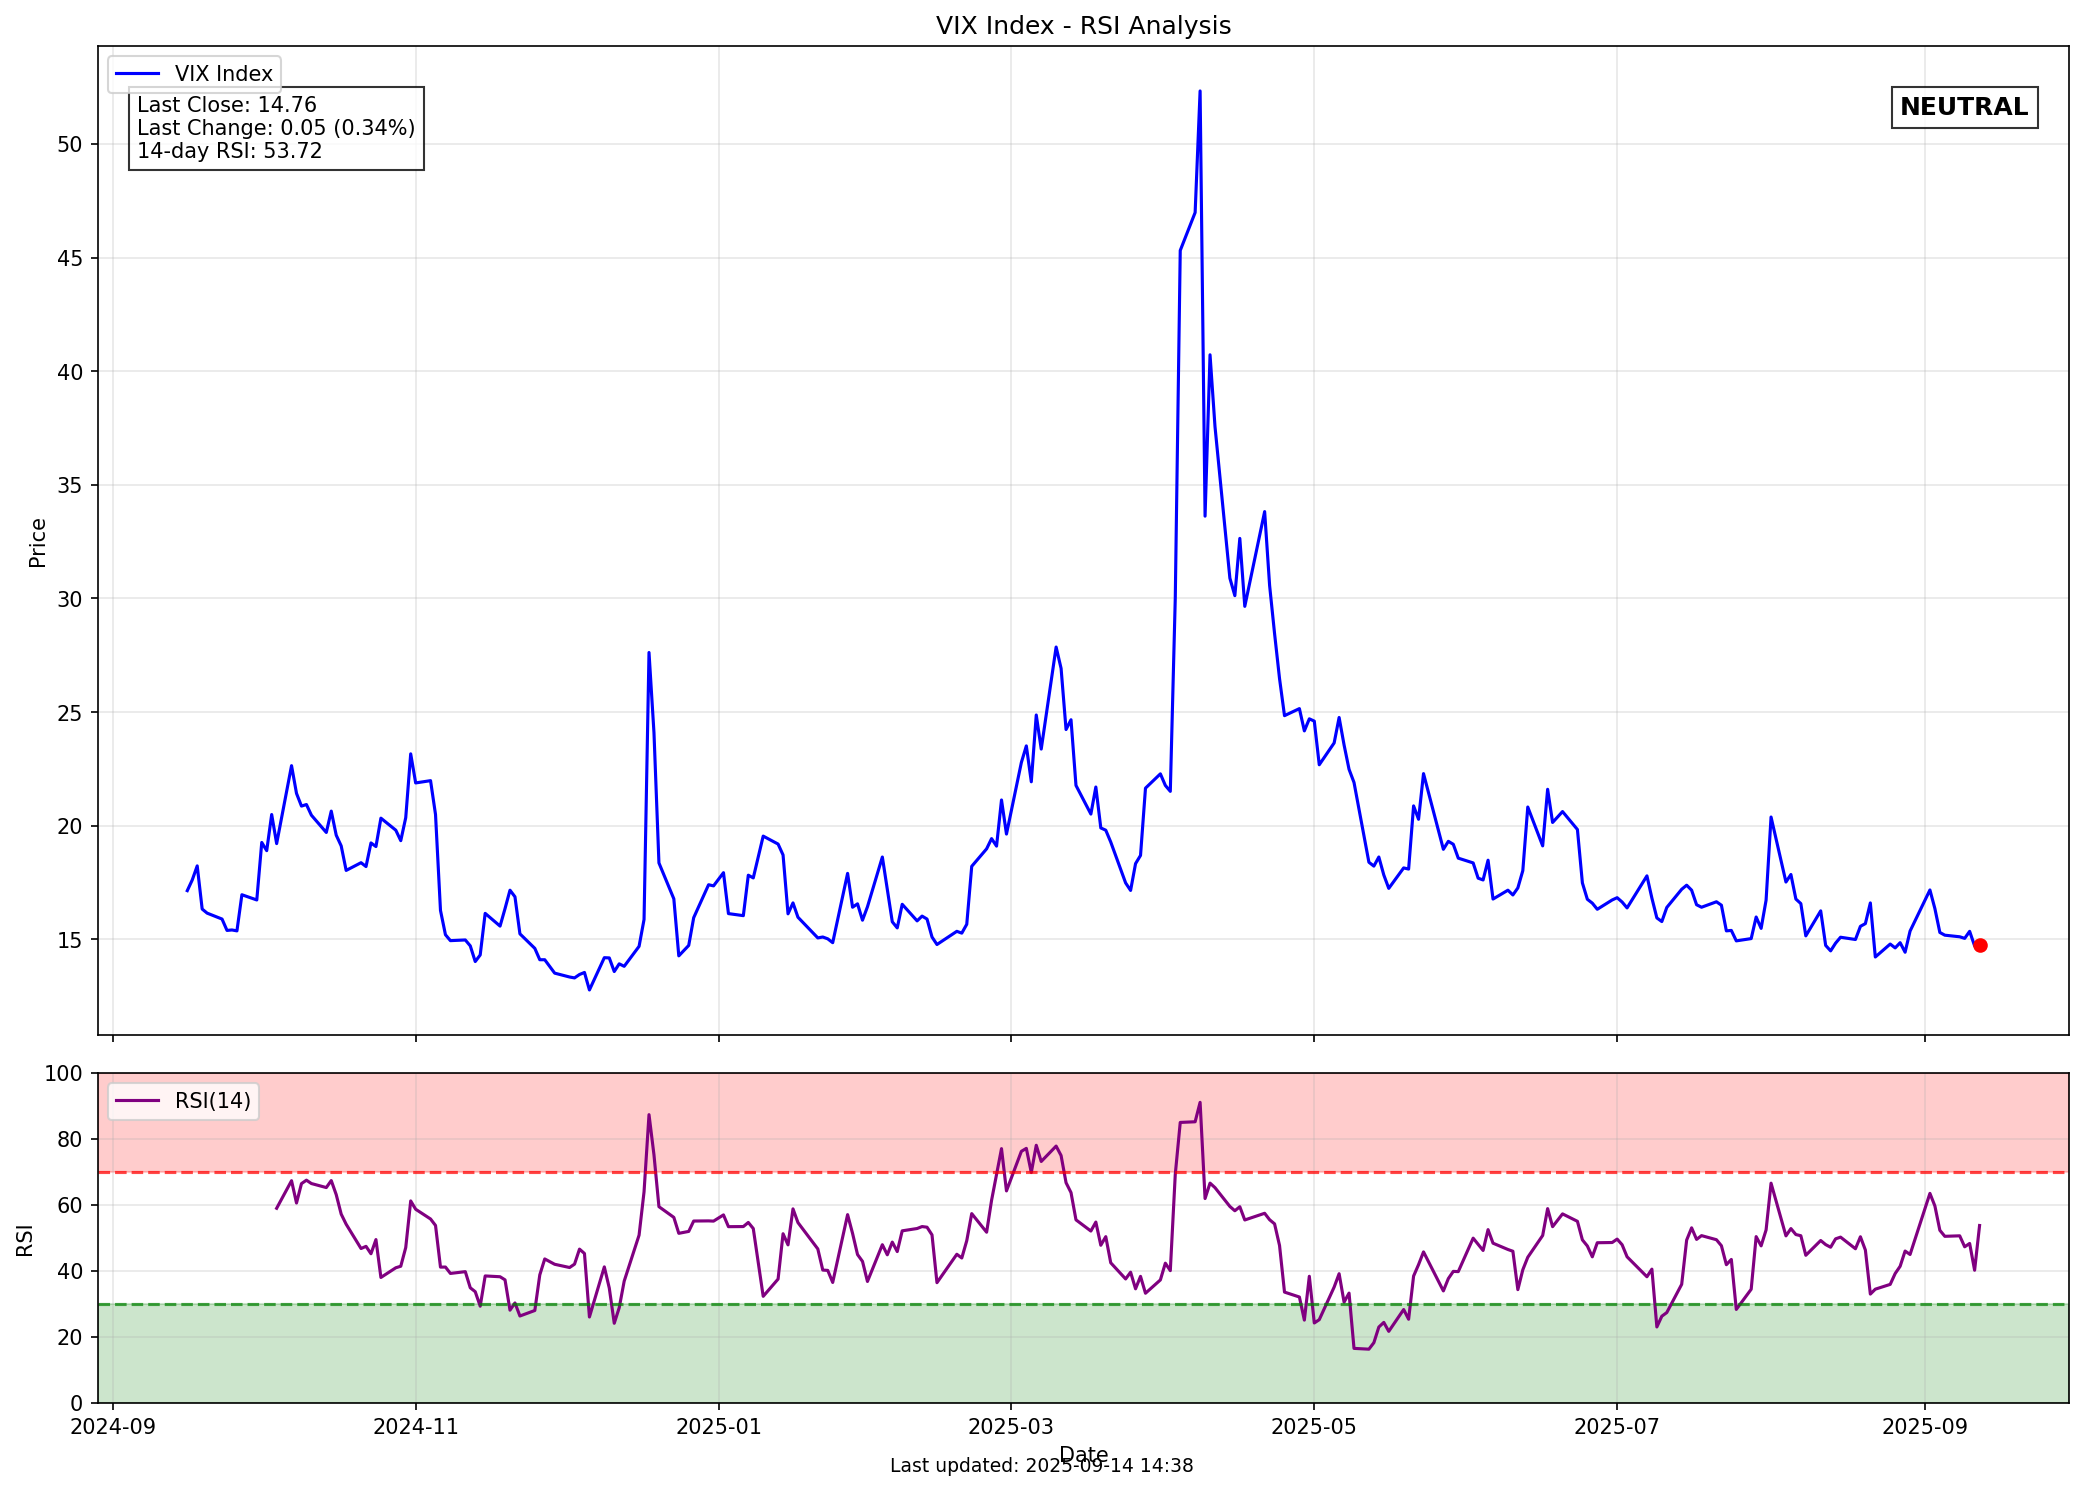 VIX Index - RSI Analysis
VIX Index
Last Close: 14.76
Last Change: 0.05 (0.34%)
14-day RSI: 53.72
NEUTRAL
50
45
40
35
30
25
20
15
Price
RSI(14)
100
80
60
40
20
0
RSI
2024-09
2024-11
2025-01
2025-03
2025-05
2025-07
2025-09
Date
Last updated: 2025-09-14 14:38